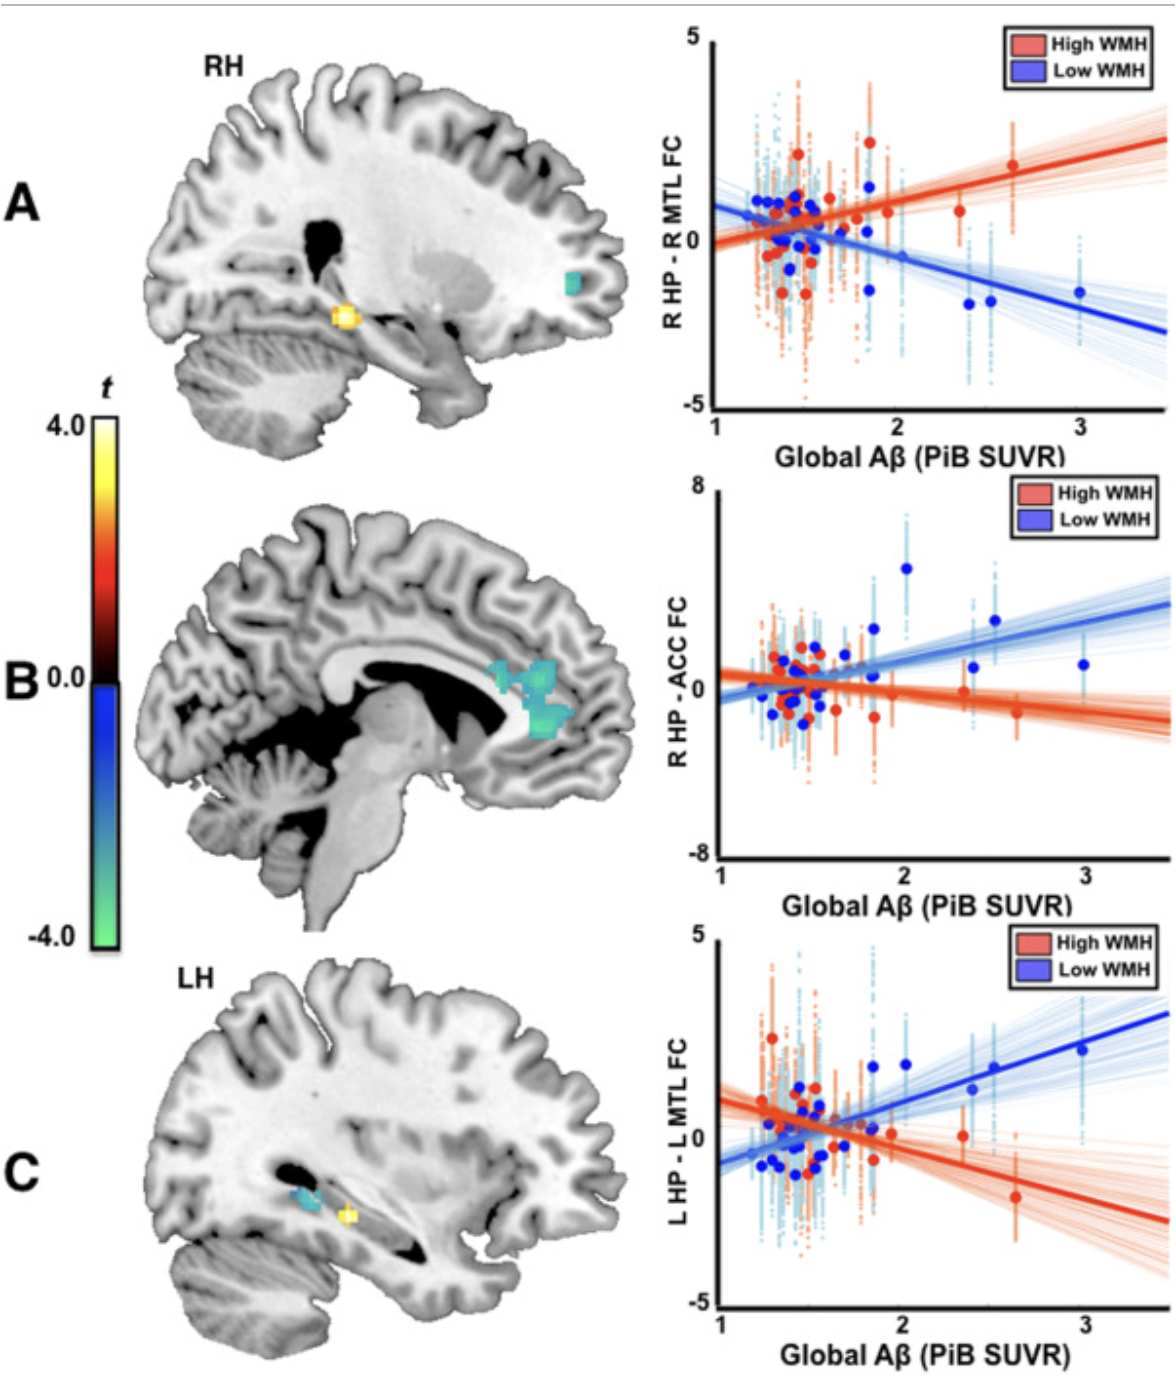 RH
A
t
4.0
0.0
-4.0
B
LH
C
5
High WMH
Low WMH
R HP - R MTL FC
0
-5
1 2 3
Global Aβ (PiB SUVR)
8
High WMH
Low WMH
R HP - ACC FC
0
-8
1 2 3
Global Aβ (PiB SUVR)
5
High WMH
Low WMH
L HP - L MTL FC
0
-5
1 2 3
Global Aβ (PiB SUVR)